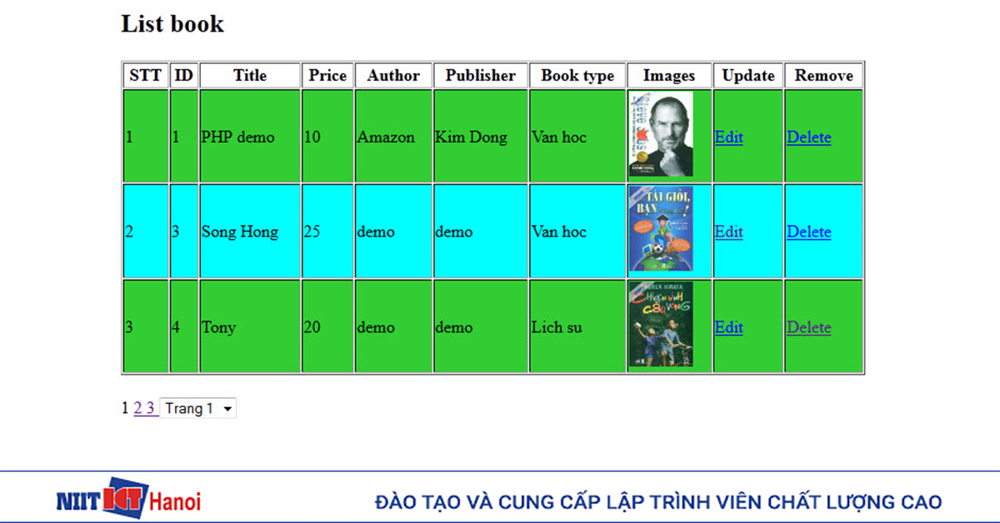 List book
STT ID Title Price Author Publisher Book type Images Update Remove
1 1 PHP demo 10 Amazon Kim Dong Van hoc Edit Delete
TÀI GIỎI,
BẠN
2 3 Song Hong 25 demo demo Van hoc Edit Delete
3 4 Tony 20 demo demo Lich su Edit Delete
1 2 3 Trang 1
NIIT ICT Hanoi
ĐÀO TẠO VÀ CUNG CẤP LẬP TRÌNH VIÊN CHẤT LƯỢNG CAO